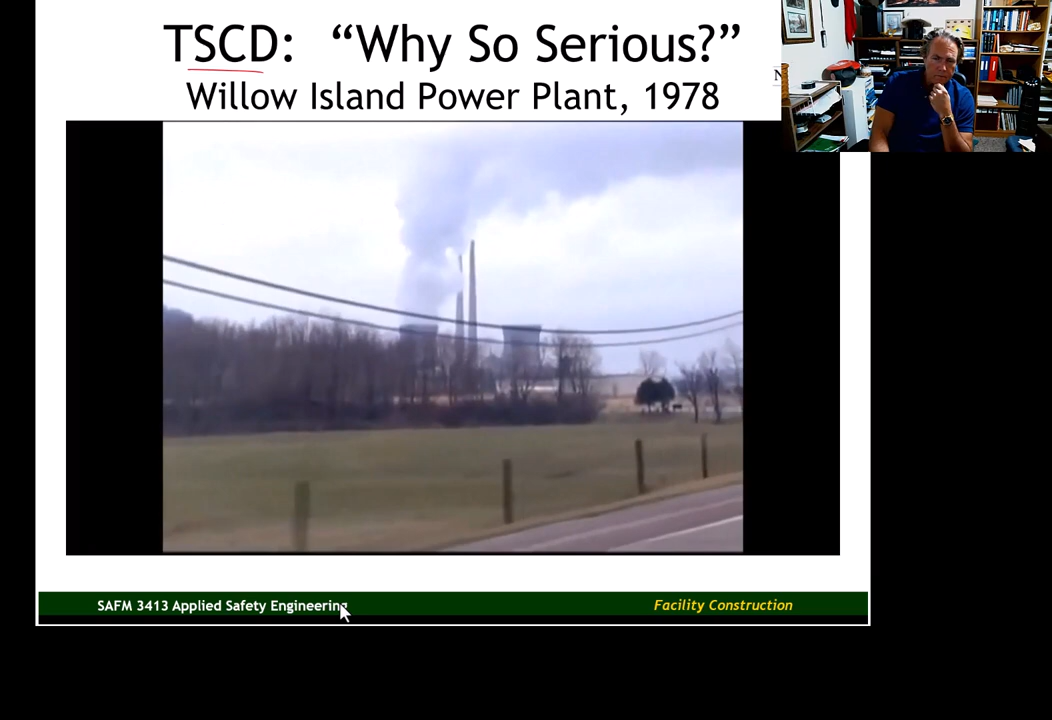 TSCD: “Why So Serious?”
Willow Island Power Plant, 1978
SAFM 3413 Applied Safety Engineering
Facility Construction